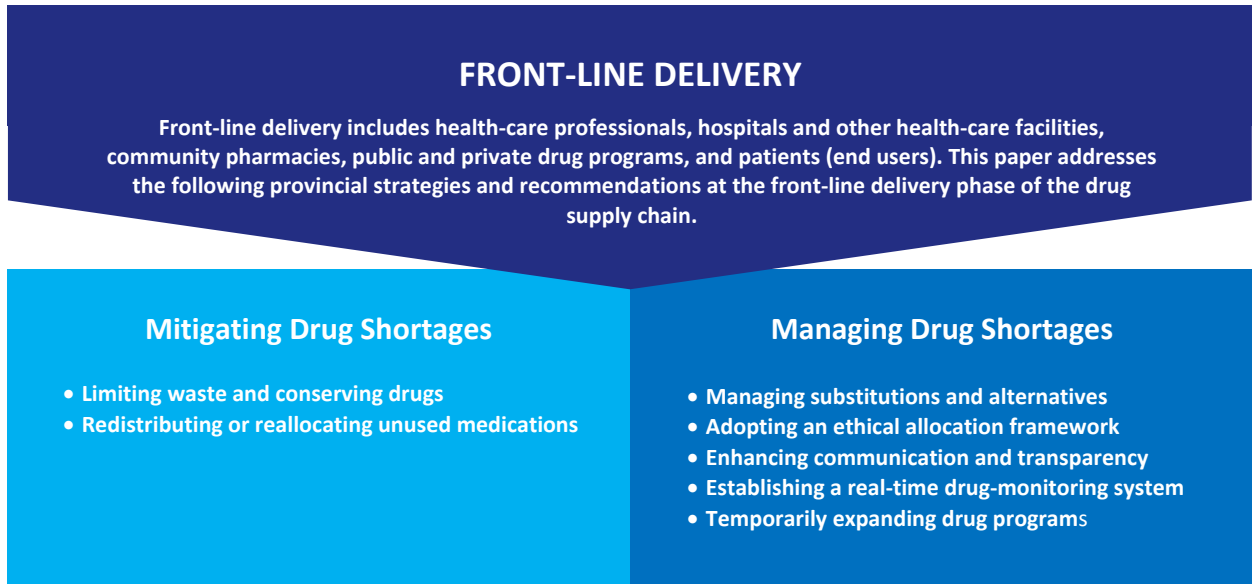 FRONT-LINE DELIVERY
Front-line delivery includes health-care professionals, hospitals and other health-care facilities,
community pharmacies, public and private drug programs, and patients (end users). This paper addresses
the following provincial strategies and recommendations at the front-line delivery phase of the drug
supply chain.
Mitigating Drug Shortages
• Limiting waste and conserving drugs
• Redistributing or reallocating unused medications
Managing Drug Shortages
• Managing substitutions and alternatives
• Adopting an ethical allocation framework
• Enhancing communication and transparency
• Establishing a real-time drug-monitoring system
• Temporarily expanding drug programs